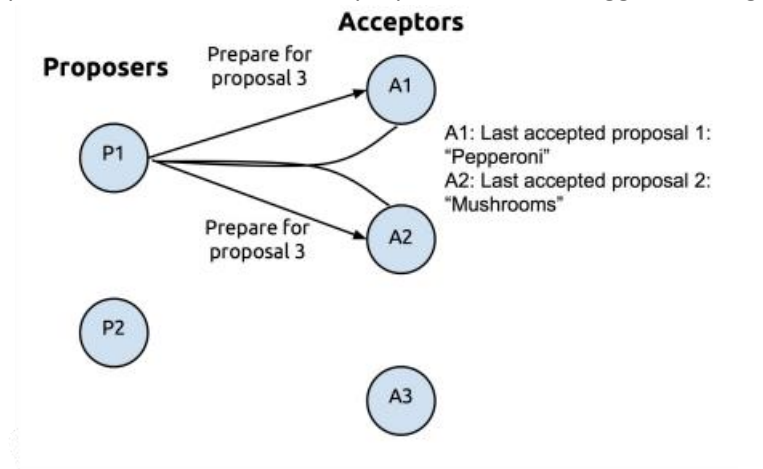 Acceptors
Proposers
Prepare for
proposal 3
A1
P1
A1: Last accepted proposal 1:
“Pepperoni”
A2: Last accepted proposal 2:
“Mushrooms”
Prepare for
proposal 3
A2
P2
A3